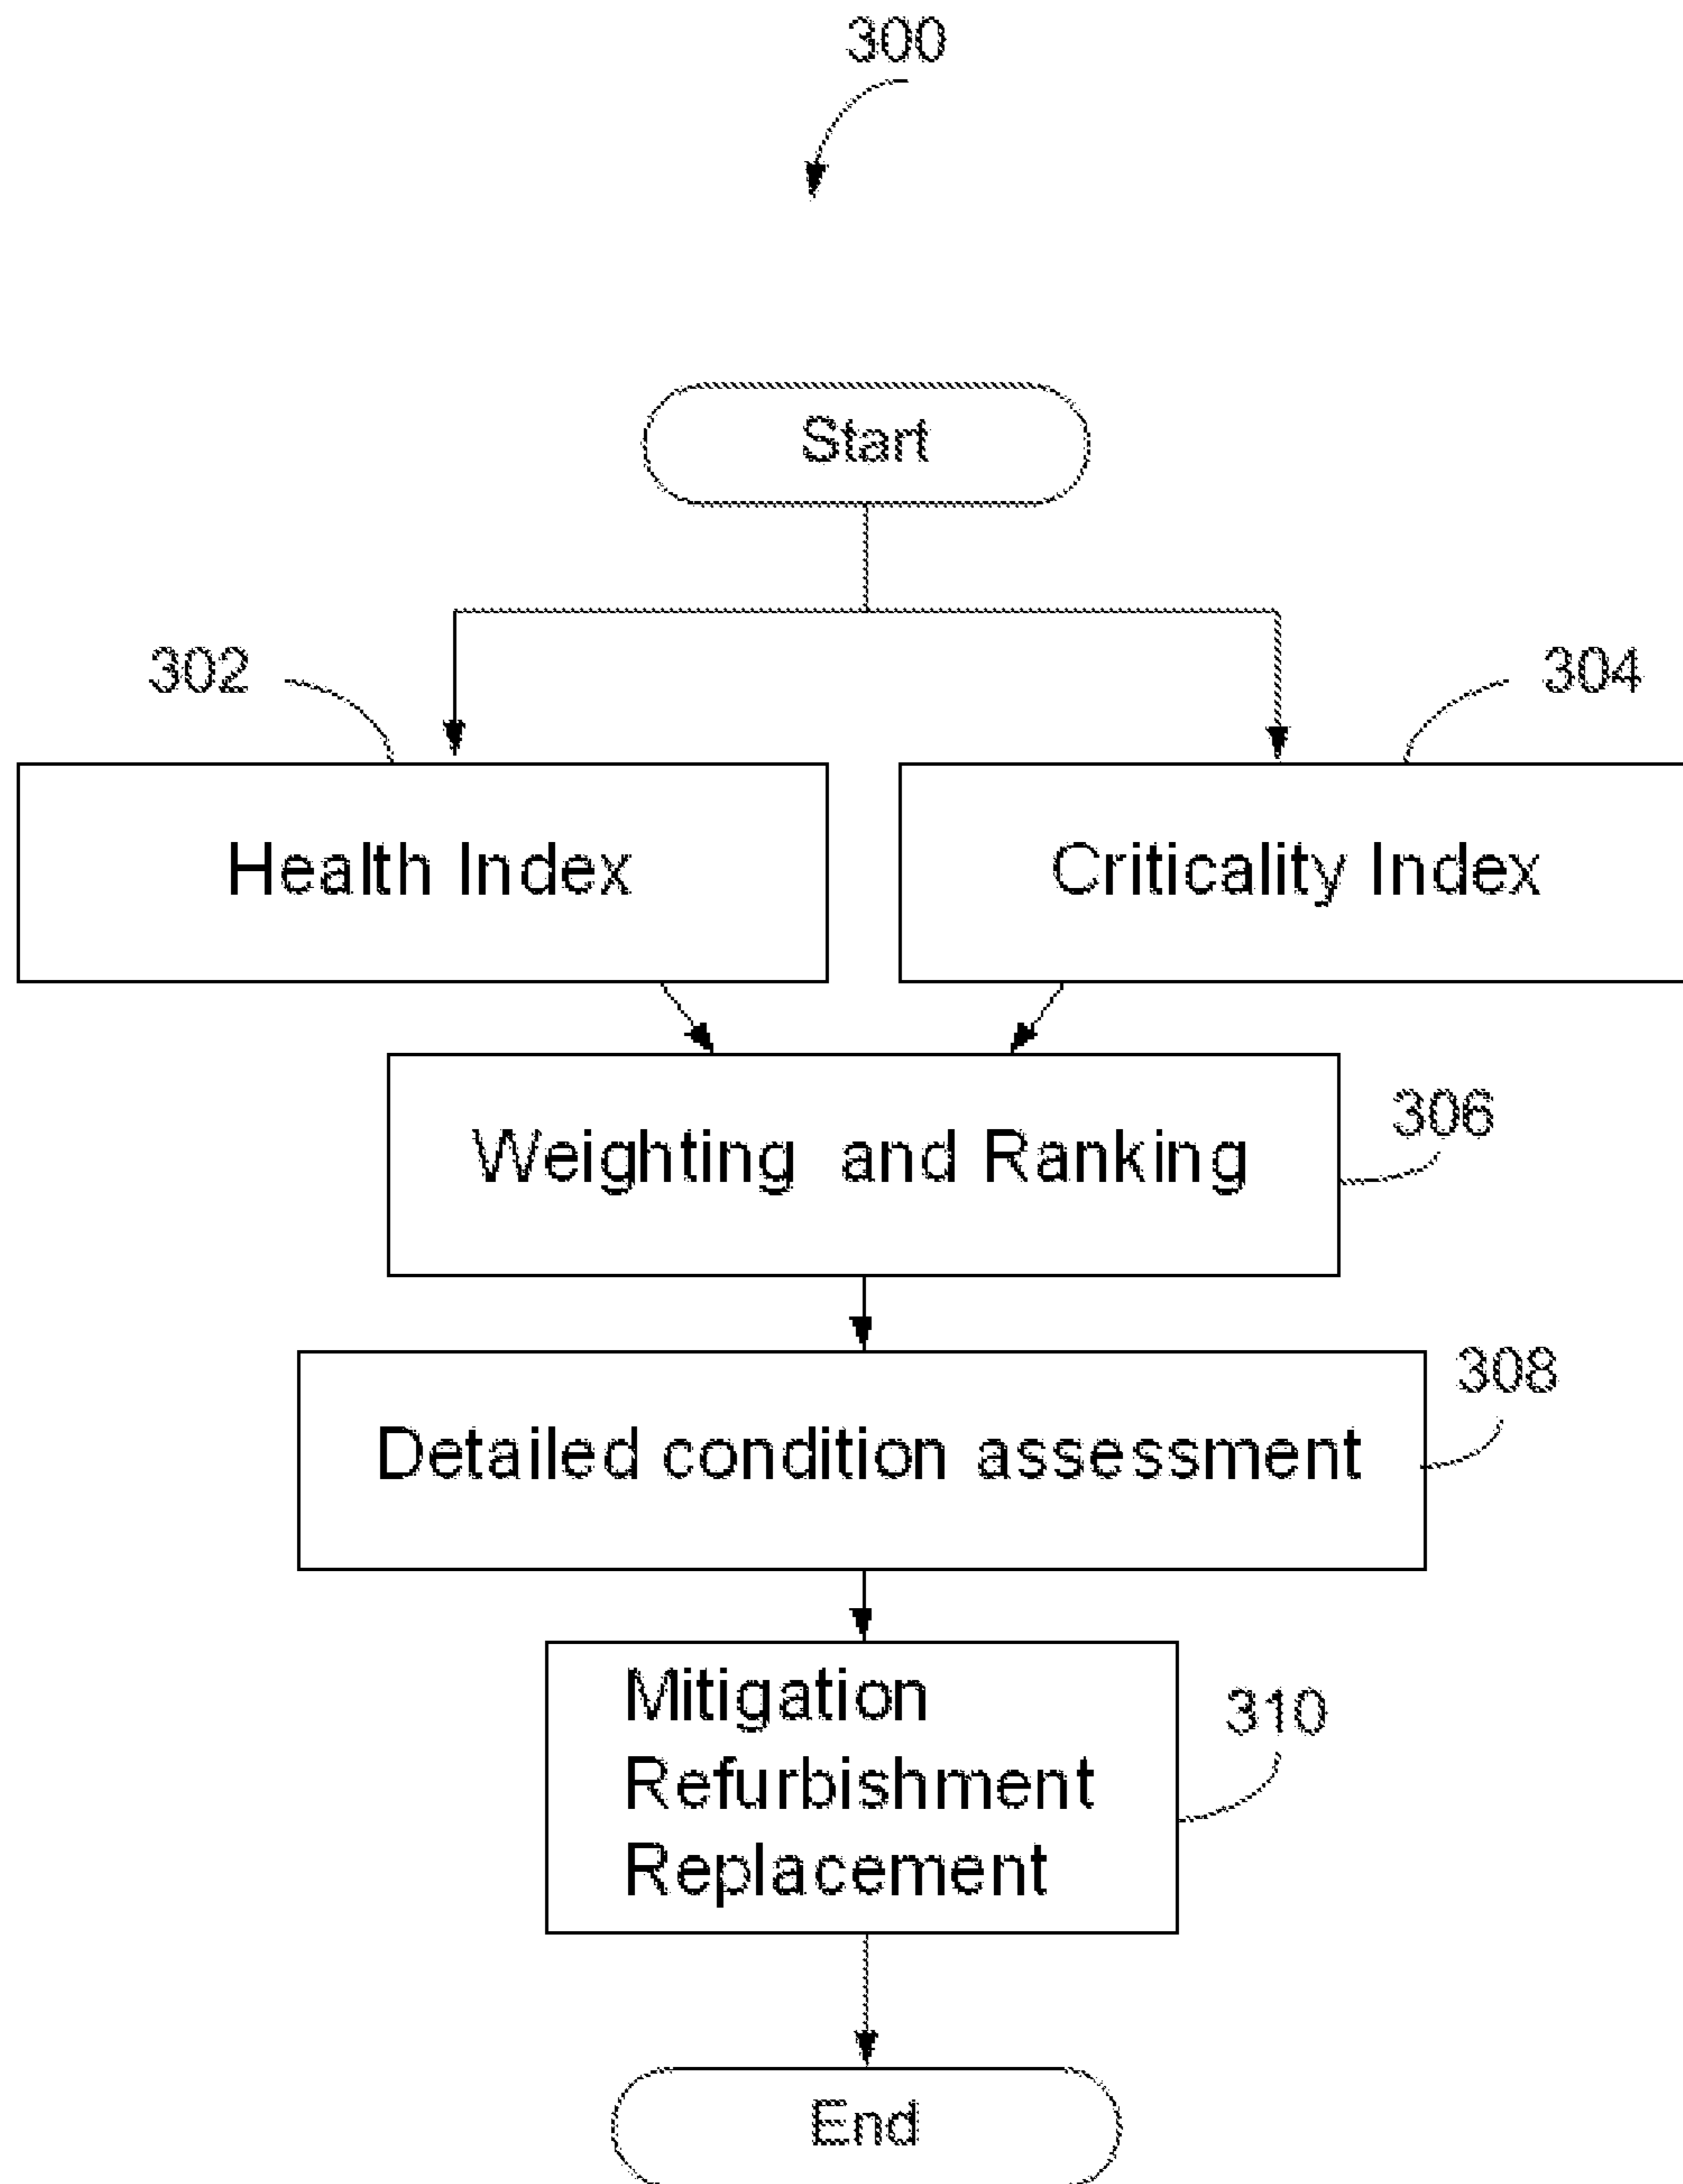 300
Start
302
304
Health Index
Criticality Index
306
Weighting and Ranking
308
Detailed condition assessment
310
Mitigation
Refurbishment
Replacement
End